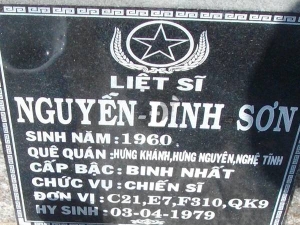 LIỆT SĨ
NGUYỄN-ĐÌNH SƠN
SINH NĂM:1960
QUÊ QUÁN:HƯNG KHÁNH,HƯNG NGUYÊN,NGHỆ TĨNH
CẤP BẬC:BINH NHẤT
CHỨC VỤ:CHIẾN SĨ
ĐƠN VỊ:C21,E7,F310,QK9
HY SINH:03-04-1979